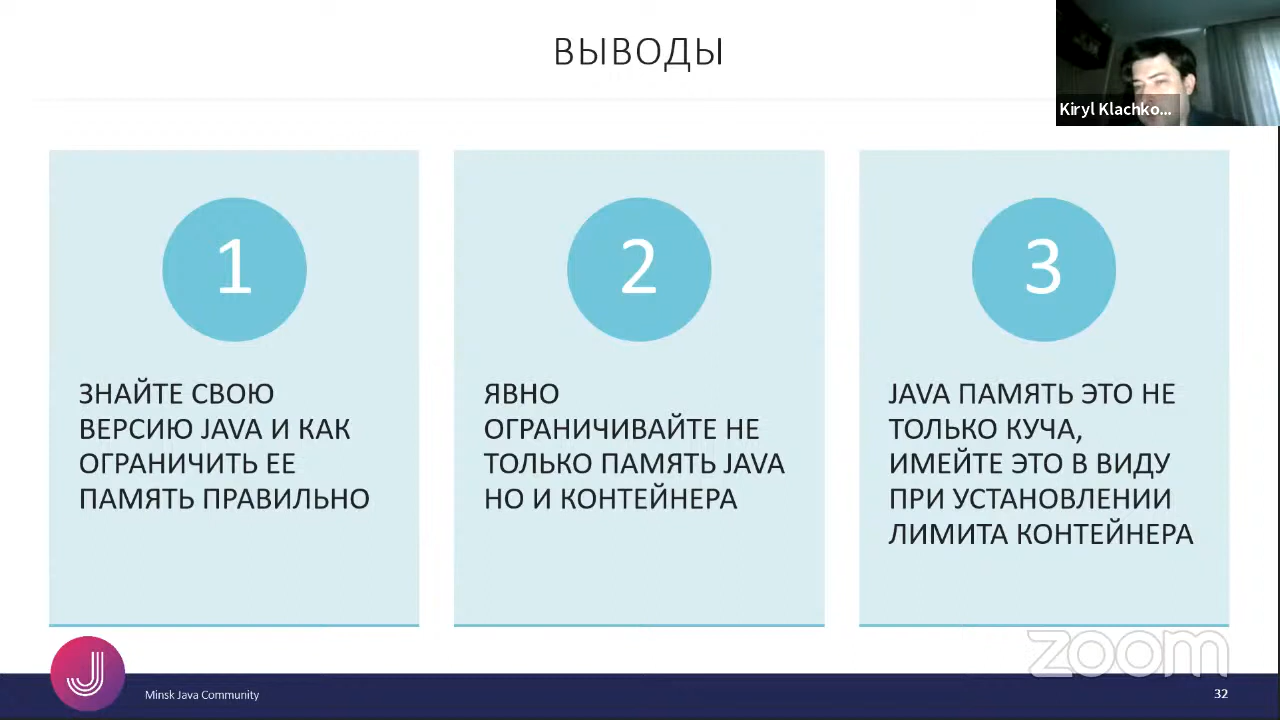 ВЫВОДЫ
Kiryl Klachko...
1
ЗНАЙТЕ СВОЮ
ВЕРСИЮ JAVA И КАК
ОГРАНИЧИТЬ ЕЕ
ПАМЯТЬ ПРАВИЛЬНО
2
ЯВНО
ОГРАНИЧИВАЙТЕ НЕ
ТОЛЬКО ПАМЯТЬ JAVA
НО И КОНТЕЙНЕРА
3
JAVA ПАМЯТЬ ЭТО НЕ
ТОЛЬКО КУЧА,
ИМЕЙТЕ ЭТО В ВИДУ
ПРИ УСТАНОВЛЕНИИ
ЛИМИТА КОНТЕЙНЕРА
zoom
J
Minsk Java Community
32